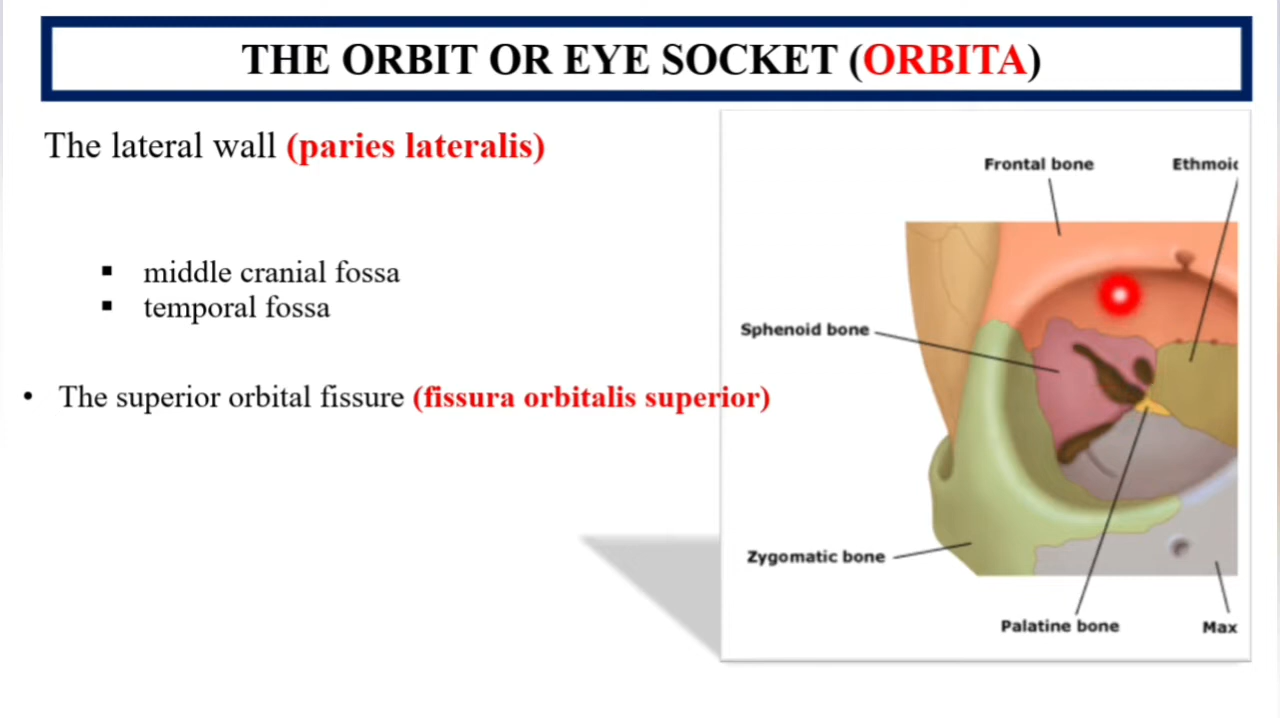 THE ORBIT OR EYE SOCKET (ORBITA)
The lateral wall (paries lateralis)
▪ middle cranial fossa
▪ temporal fossa
• The superior orbital fissure (fissura orbitalis superior)
Frontal bone
Ethmoid
Sphenoid bone
Zygomatic bone
Palatine bone
Max